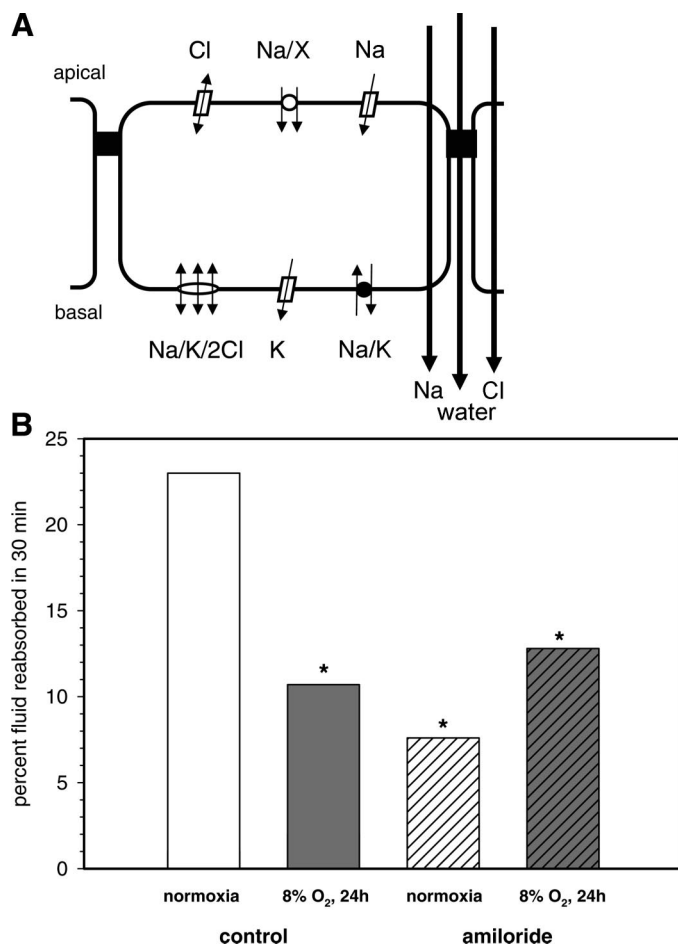 A
Cl Na/X Na
apical
basal
Na/K/2Cl K Na/K
Na Cl
water
B
25
20
15
10
5
0
percent fluid reabsorbed in 30 min
*
*
*
normoxia 8% O₂, 24h normoxia 8% O₂, 24h
control amiloride